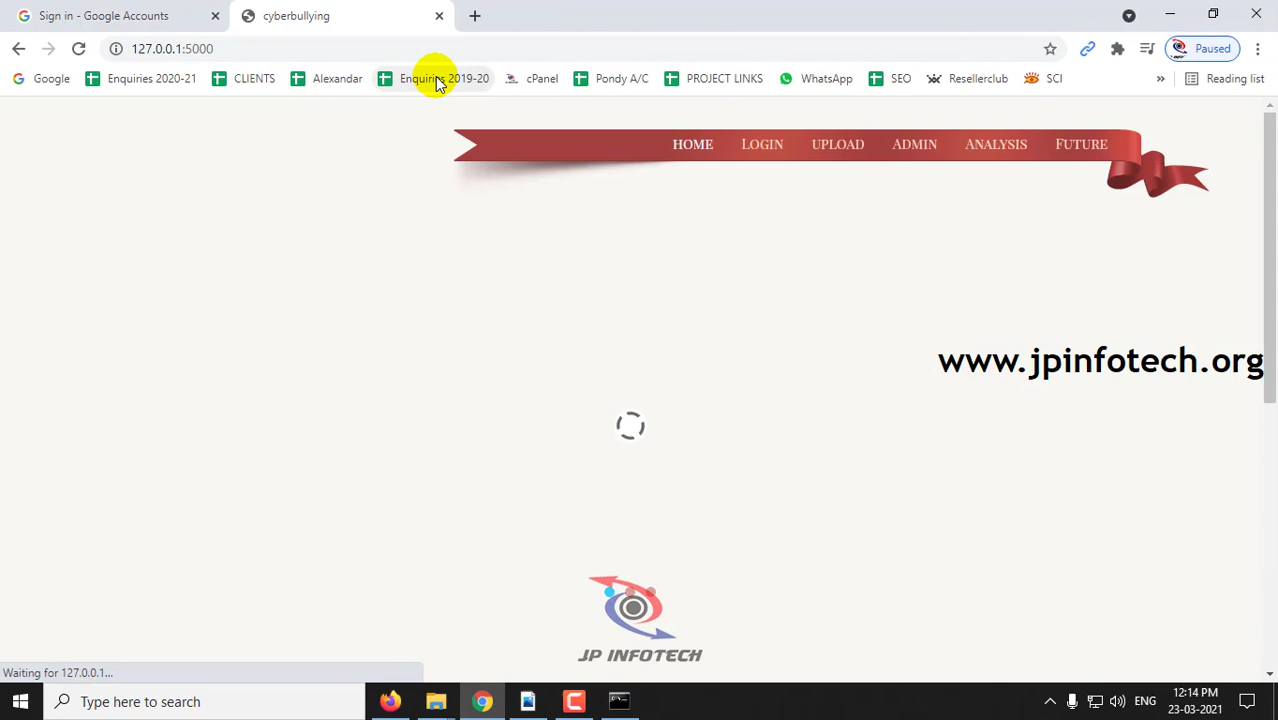 Sign in - Google Accounts
cyberbullying
127.0.0.1:5000
Paused
Google
Enquiries 2020-21
CLIENTS
Alexandar
Enquiries 2019-20
cPanel
Pondy A/C
PROJECT LINKS
WhatsApp
SEO
Resellerclub
SCI
»
Reading list
HOME
LOGIN
UPLOAD
ADMIN
ANALYSIS
FUTURE
www.jpinfotech.org
JP INFOTECH
Waiting for 127.0.0.1...
Type here to search
ENG
12:14 PM
23-03-2021